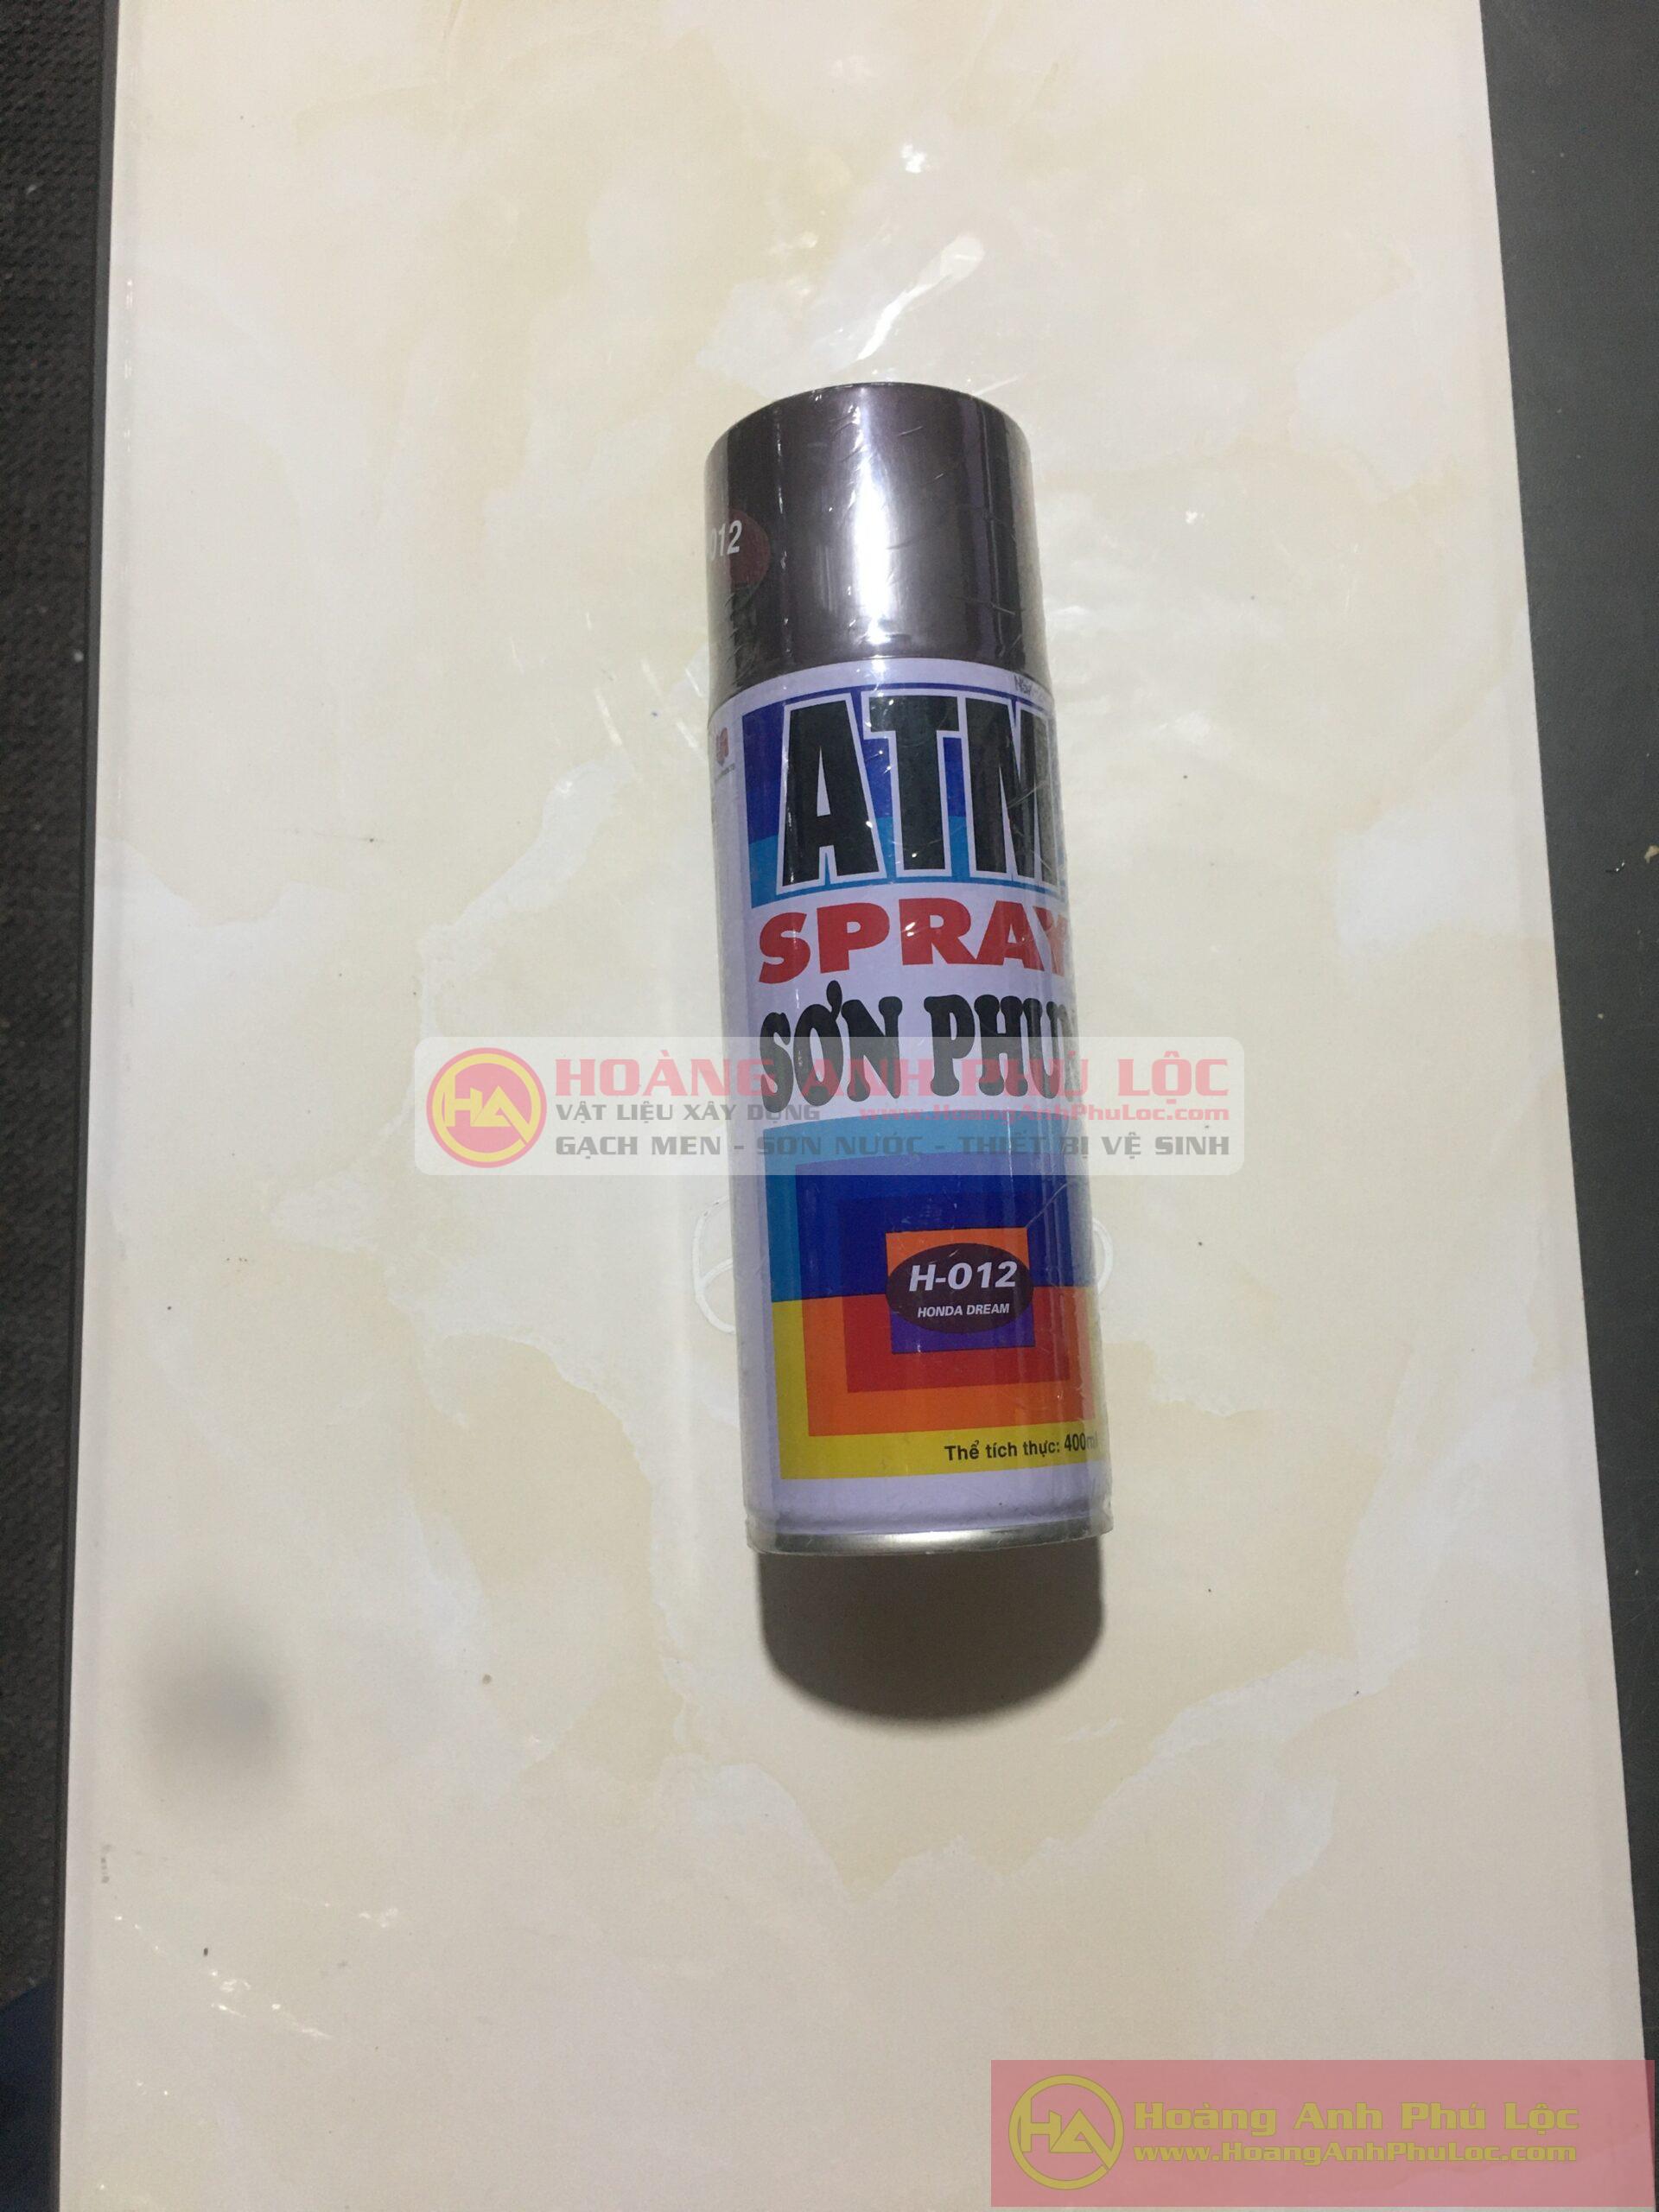 012
ATM
SPRAY
SƠN PHU
HOÀNG ANH PHÚ LỘC
VẬT LIỆU XÂY DỰNG www.HoangAnhPhuLoc.com
GẠCH MEN - SƠN NƯỚC - THIẾT BỊ VỆ SINH
H-012
HONDA DREAM
Thể tích thực: 400ml
Hoàng Anh Phú Lộc
www.HoangAnhPhuLoc.com